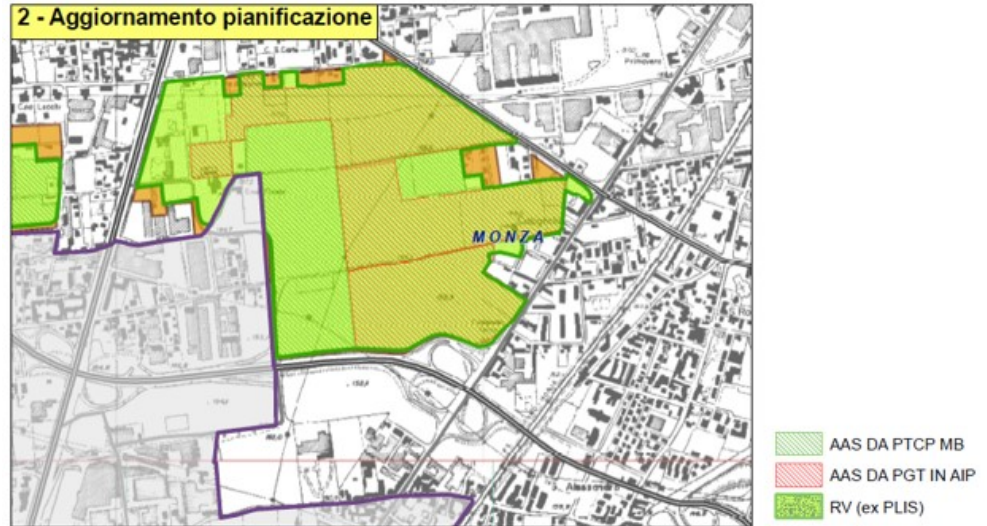 2 - Aggiornamento pianificazione
MONZA
AAS DA PTCP MB
AAS DA PGT IN AIP
RV (ex PLIS)